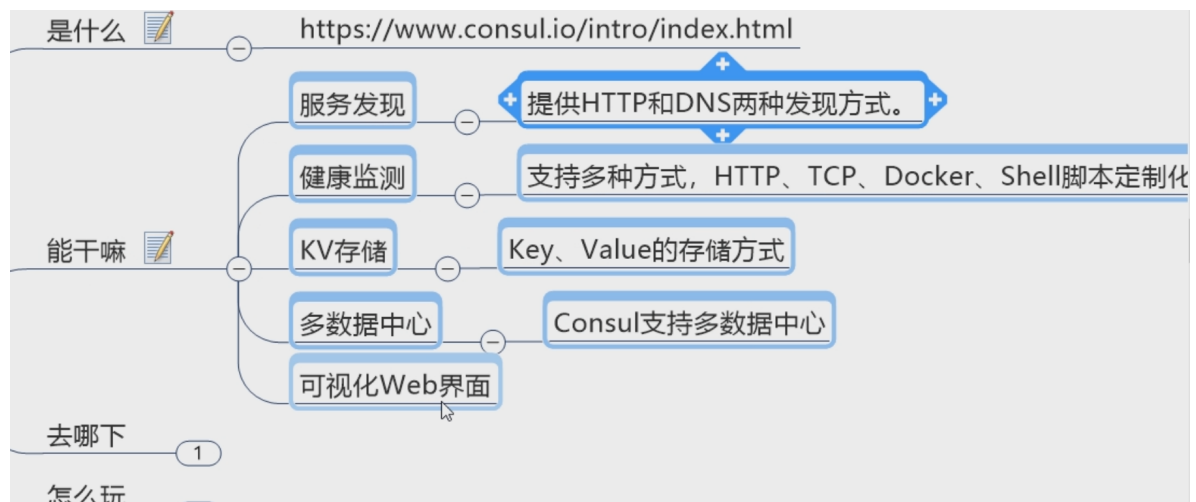 是什么
https://www.consul.io/intro/index.html
服务发现
提供HTTP和DNS两种发现方式。
健康监测
支持多种方式，HTTP、TCP、Docker、Shell脚本定制化
能干嘛
KV存储
Key、Value的存储方式
多数据中心
Consul支持多数据中心
可视化Web界面
去哪下
1
怎么玩